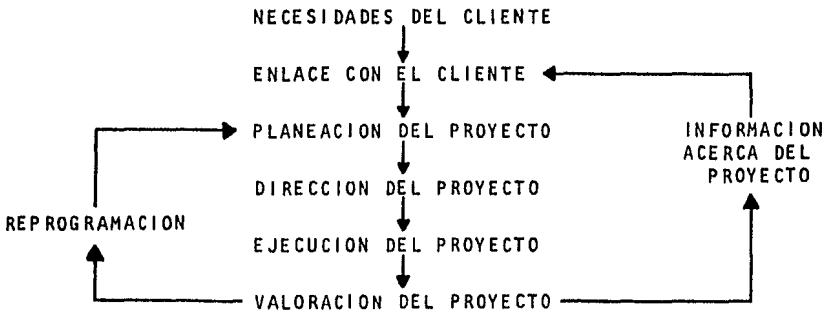 NECESIDADES DEL CLIENTE
ENLACE CON EL CLIENTE
PLANEACION DEL PROYECTO
INFORMACION
ACERCA DEL
PROYECTO
DIRECCION DEL PROYECTO
REPROGRAMACION
EJECUCION DEL PROYECTO
VALORACION DEL PROYECTO